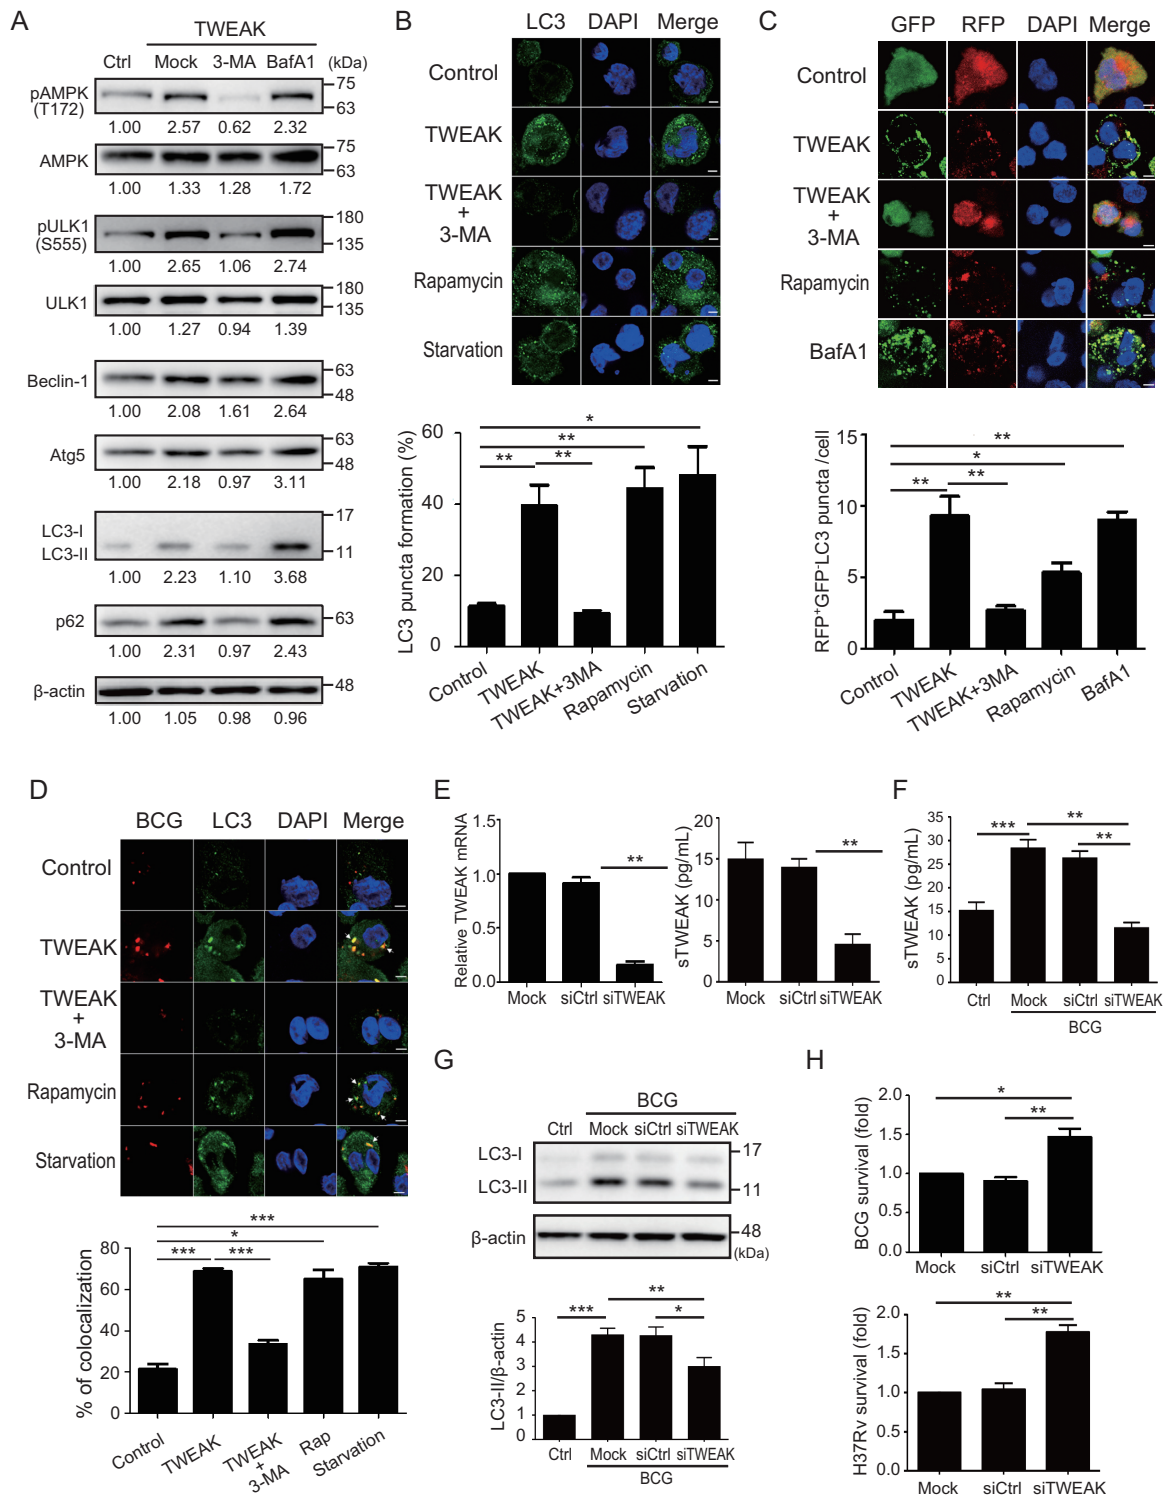 A
TWEAK
Ctrl Mock 3-MA BafA1 (kDa)
pAMPK (T172)
75
63
1.00 2.57 0.62 2.32
AMPK
75
63
1.00 1.33 1.28 1.72
pULK1 (S555)
180
135
1.00 2.65 1.06 2.74
ULK1
180
135
1.00 1.27 0.94 1.39
Beclin-1
63
48
1.00 2.08 1.61 2.64
Atg5
63
48
1.00 2.18 0.97 3.11
LC3-I
LC3-II
17
11
1.00 2.23 1.10 3.68
p62
63
1.00 2.31 0.97 2.43
β-actin
48
1.00 1.05 0.98 0.96
B
LC3 DAPI Merge
Control
TWEAK
TWEAK
+
3-MA
Rapamycin
Starvation
LC3 puncta formation (%)
60
40
20
0
*
**
** **
Control TWEAK TWEAK+3MA Rapamycin Starvation
C
GFP RFP DAPI Merge
Control
TWEAK
TWEAK
+
3-MA
Rapamycin
BafA1
RFP+GFP-LC3 puncta /cell
15
10
5
0
**
*
** **
Control TWEAK TWEAK+3MA Rapamycin BafA1
D
BCG LC3 DAPI Merge
Control
TWEAK
TWEAK
+
3-MA
Rapamycin
Starvation
% of colocalization
80
60
40
20
0
***
*
*** ***
Control TWEAK TWEAK + 3-MA Rap Starvation
E
Relative TWEAK mRNA
1.5
1.0
0.5
0.0
**
Mock siCtrl siTWEAK
sTWEAK (pg/mL)
20
15
10
5
0
**
Mock siCtrl siTWEAK
F
sTWEAK (pg/mL)
35
30
25
20
15
10
5
0
*** **
**
Ctrl Mock siCtrl siTWEAK
BCG
G
BCG
Ctrl Mock siCtrl siTWEAK
LC3-I
LC3-II
17
11
β-actin
48
(kDa)
LC3-II/β-actin
5
4
3
2
1
0
**
*** *
Ctrl Mock siCtrl siTWEAK
BCG
H
BCG survival (fold)
2.0
1.5
1.0
0.5
0.0
*
**
Mock siCtrl siTWEAK
H37Rv survival (fold)
2.0
1.5
1.0
0.5
0.0
**
**
Mock siCtrl siTWEAK